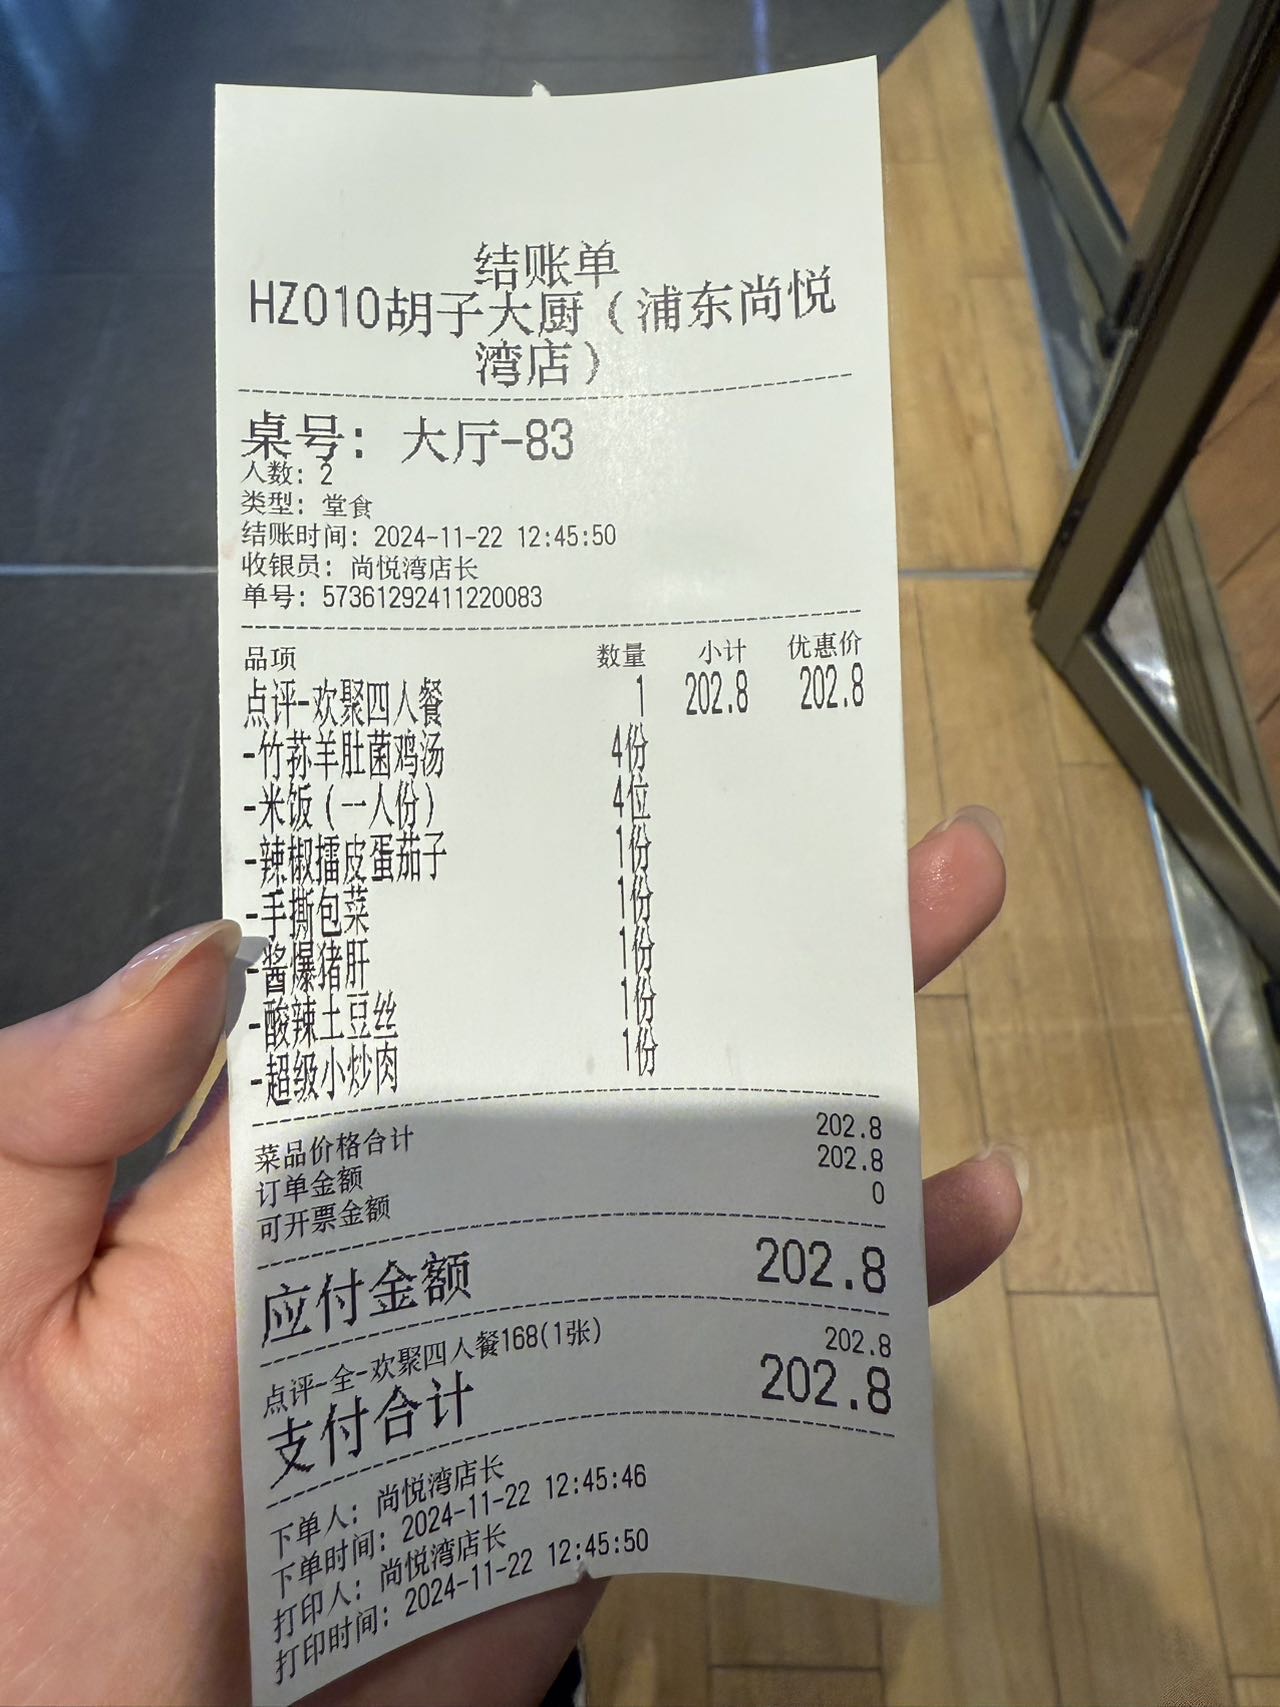 结账单
HZ010胡子大厨（浦东尚悦
湾店）
桌号：大厅-83
人数：2
类型：堂食
结账时间：2024-11-22 12:45:50
收银员：尚悦湾店长
单号：57361292411220083
品项 数量 小计 优惠价
点评-欢聚四人餐 1 202.8 202.8
-竹荪羊肚菌鸡汤 4份
-米饭（一人份） 4位
-辣椒擂皮蛋茄子 1份
-手撕包菜 1份
-酱爆猪肝 1份
-酸辣土豆丝 1份
-超级小炒肉 1份
菜品价格合计 202.8
订单金额 202.8
可开票金额 0
应付金额 202.8
点评-全-欢聚四人餐168(1张) 202.8
支付合计 202.8
下单人：尚悦湾店长
下单时间：2024-11-22 12:45:46
打印人：尚悦湾店长
打印时间：2024-11-22 12:45:50